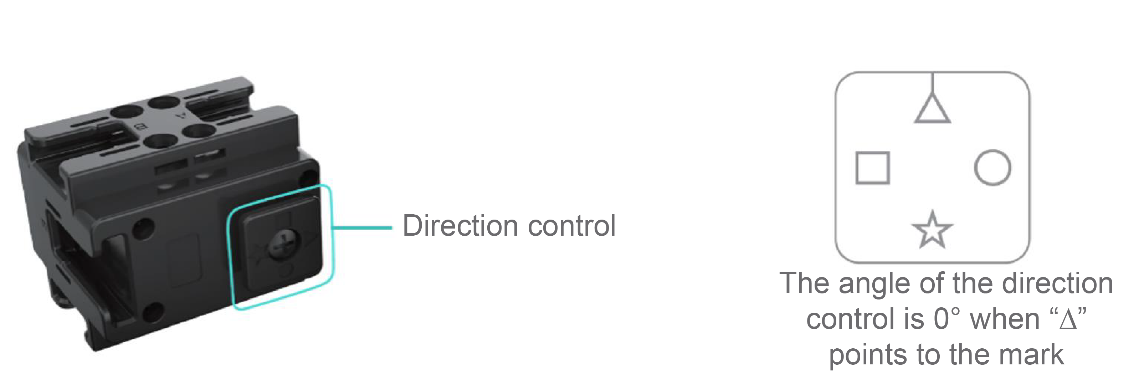 Direction control
The angle of the direction
control is 0° when “Δ”
points to the mark